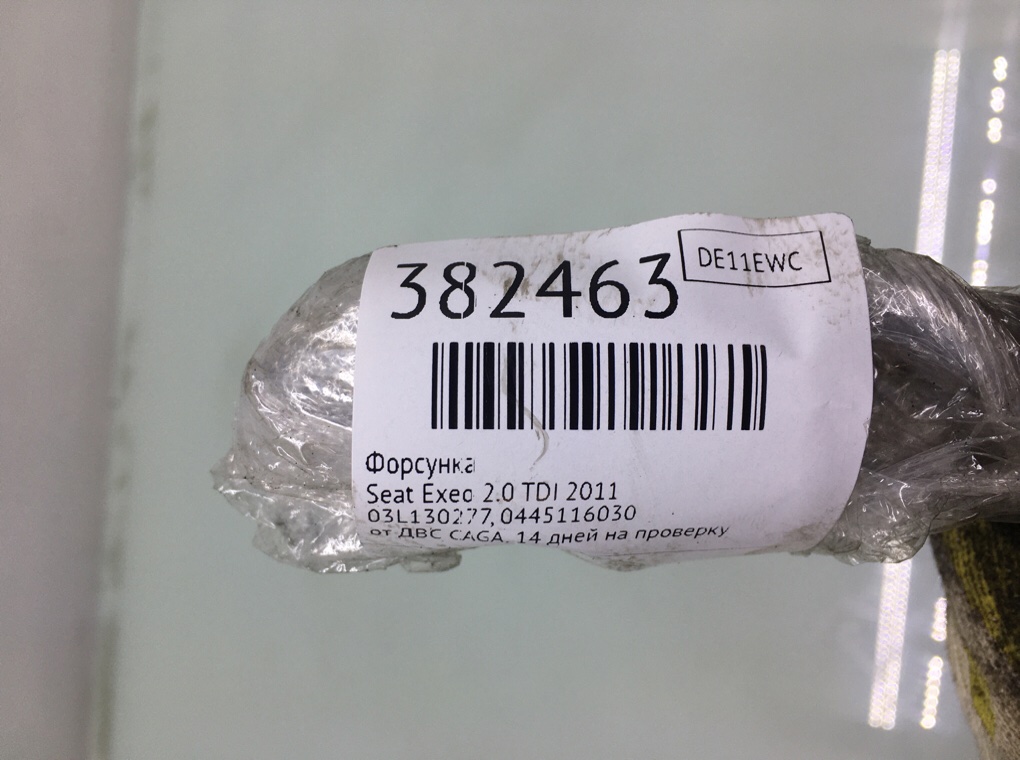 382463
DE11EWC
Форсунка
Seat Exeo 2.0 TDI 2011
03L130277, 0445116030
от ДВС CAGA. 14 дней на проверку